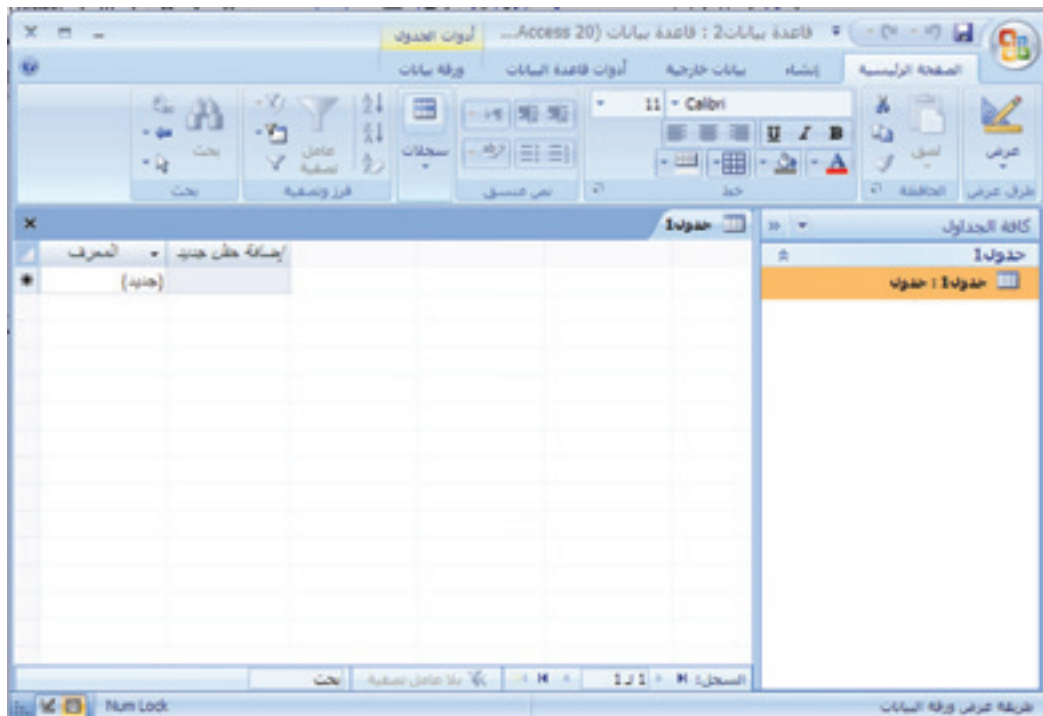 قاعدة بيانات2 : قاعدة بيانات (Access 20... أدوات الجدول
الصفحة الرئيسية إنشاء بيانات خارجية أدوات قاعدة البيانات ورقة بيانات
عرض
لصق
Calibri 11
B I U
A
سجلات
عامل تصفية
بحث
طرق عرض الحافظة خط نص منسق فرز وتصفية بحث
كافة الجداول
جدول1
جدول1 : جدول
جدول1
المعرف إضافة حقل جديد
(جديد)
السجل: 1 لـ 1 بلا عامل تصفية بحث
طريقة عرض ورقة البيانات
Num Lock